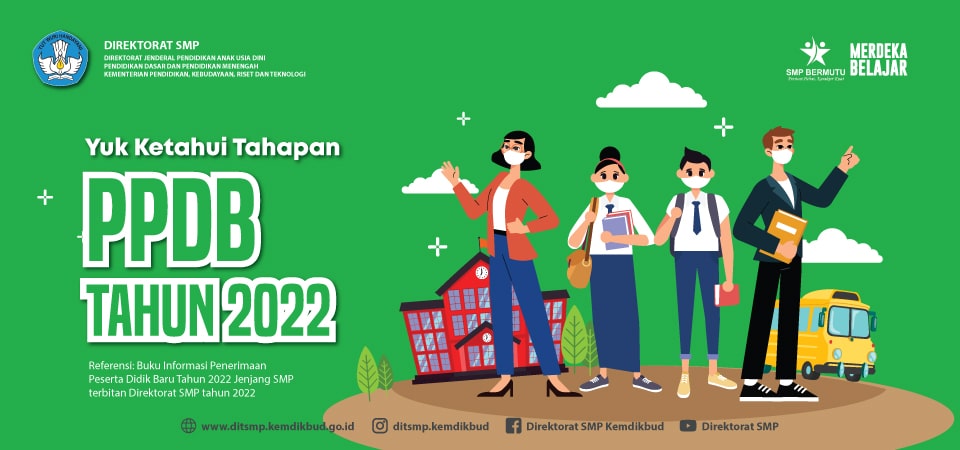 TUT WURI HANDAYANI
DIREKTORAT SMP
DIREKTORAT JENDERAL PENDIDIKAN ANAK USIA DINI
PENDIDIKAN DASAR DAN PENDIDIKAN MENENGAH
KEMENTERIAN PENDIDIKAN, KEBUDAYAAN, RISET DAN TEKNOLOGI
SMP BERMUTU
MERDEKA
BELAJAR
Yuk Ketahui Tahapan
PPDB
TAHUN 2022
Referensi: Buku Informasi Penerimaan
Peserta Didik Baru Tahun 2022 Jenjang SMP
terbitan Direktorat SMP tahun 2022
www.ditsmp.kemdikbud.go.id
ditsmp.kemdikbud
Direktorat SMP Kemdikbud
Direktorat SMP